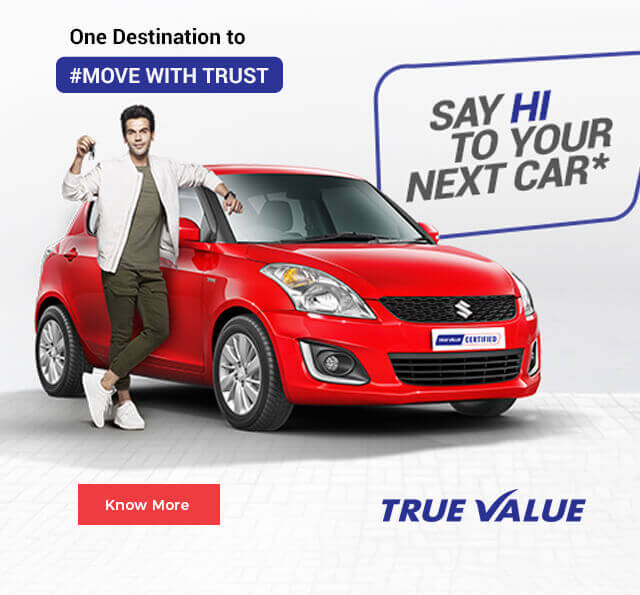 One Destination to
#MOVE WITH TRUST
SAY HI
TO YOUR
NEXT CAR*
TRUE VALUE CERTIFIED
Know More
TRUE VALUE